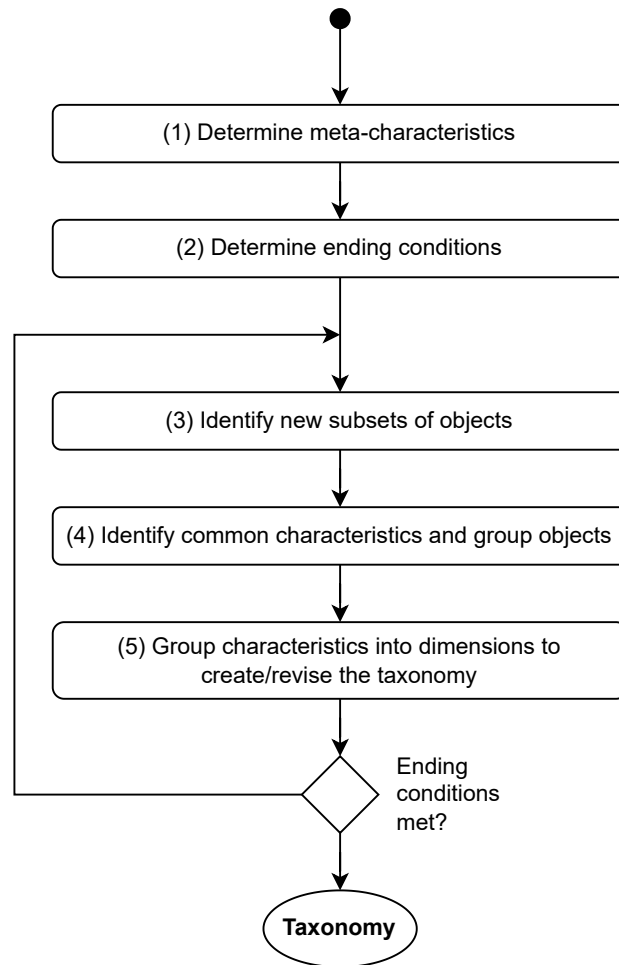 (1) Determine meta-characteristics
(2) Determine ending conditions
(3) Identify new subsets of objects
(4) Identify common characteristics and group objects
(5) Group characteristics into dimensions to
create/revise the taxonomy
Ending
conditions
met?
Taxonomy